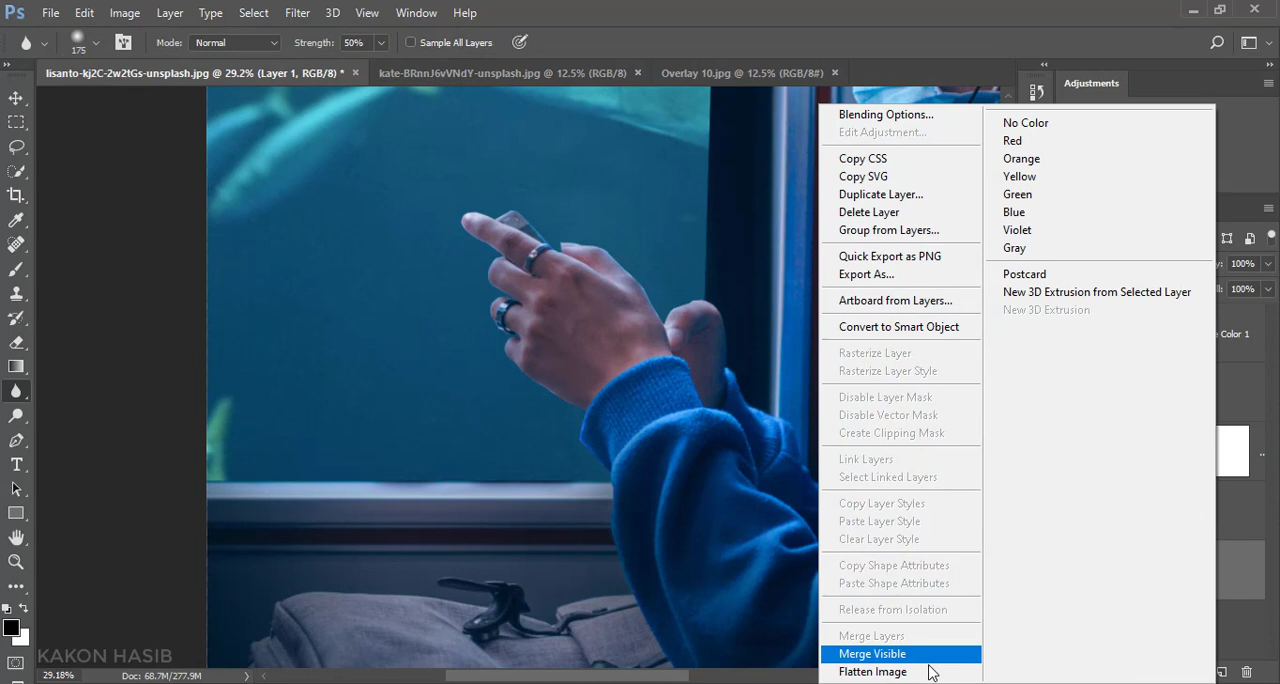 Ps File Edit Image Layer Type Select Filter 3D View Window Help
175 Mode: Normal Strength: 50% Sample All Layers
lisanto-kj2C-2w2tGs-unsplash.jpg @ 29.2% (Layer 1, RGB/8) * × kate-BRnnJ6vVNdY-unsplash.jpg @ 12.5% (RGB/8) × Overlay 10.jpg @ 12.5% (RGB/8#) ×
Adjustments
Blending Options...
Edit Adjustment...
Copy CSS
Copy SVG
Duplicate Layer...
Delete Layer
Group from Layers...
Quick Export as PNG
Export As...
Artboard from Layers...
Convert to Smart Object
Rasterize Layer
Rasterize Layer Style
Disable Layer Mask
Disable Vector Mask
Create Clipping Mask
Link Layers
Select Linked Layers
Copy Layer Styles
Paste Layer Style
Clear Layer Style
Copy Shape Attributes
Paste Shape Attributes
Release from Isolation
Merge Layers
Merge Visible
Flatten Image
No Color
Red
Orange
Yellow
Green
Blue
Violet
Gray
Postcard
New 3D Extrusion from Selected Layer
New 3D Extrusion
100%
100%
Color 1
KAKON HASIB
29.18% Doc: 68.7M/277.9M